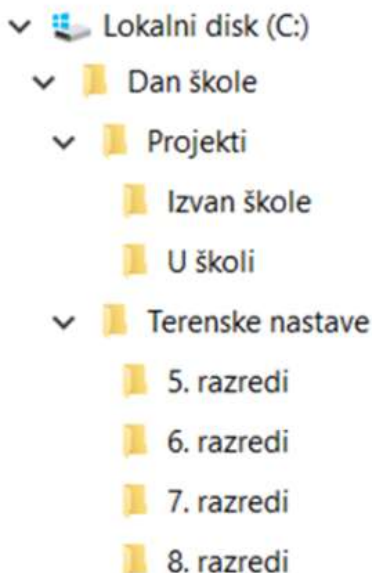 Lokalni disk (C:)
Dan škole
Projekti
Izvan škole
U školi
Terenske nastave
5. razredi
6. razredi
7. razredi
8. razredi